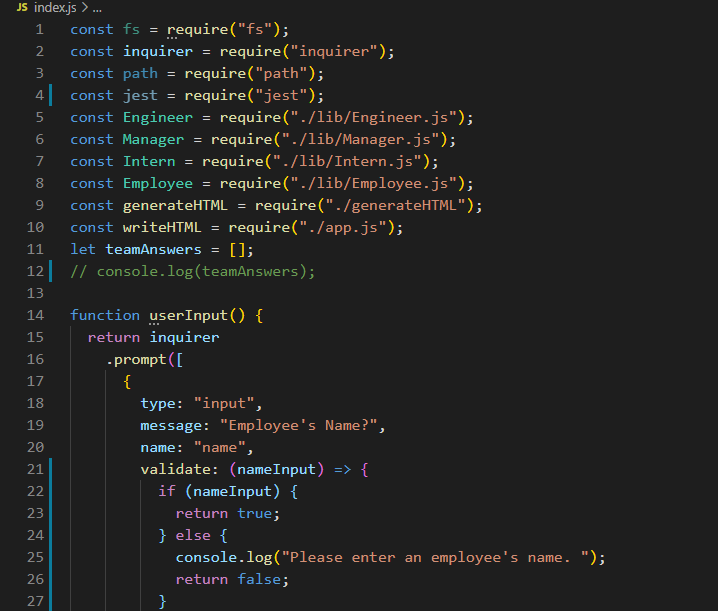 JS index.js > ...
1 const fs = require("fs");
2 const inquirer = require("inquirer");
3 const path = require("path");
4 const jest = require("jest");
5 const Engineer = require("./lib/Engineer.js");
6 const Manager = require("./lib/Manager.js");
7 const Intern = require("./lib/Intern.js");
8 const Employee = require("./lib/Employee.js");
9 const generateHTML = require("./generateHTML");
10 const writeHTML = require("./app.js");
11 let teamAnswers = [];
12 // console.log(teamAnswers);
13
14 function userInput() {
15   return inquirer
16     .prompt([
17       {
18         type: "input",
19         message: "Employee's Name?",
20         name: "name",
21         validate: (nameInput) => {
22           if (nameInput) {
23             return true;
24           } else {
25             console.log("Please enter an employee's name. ");
26             return false;
27           }